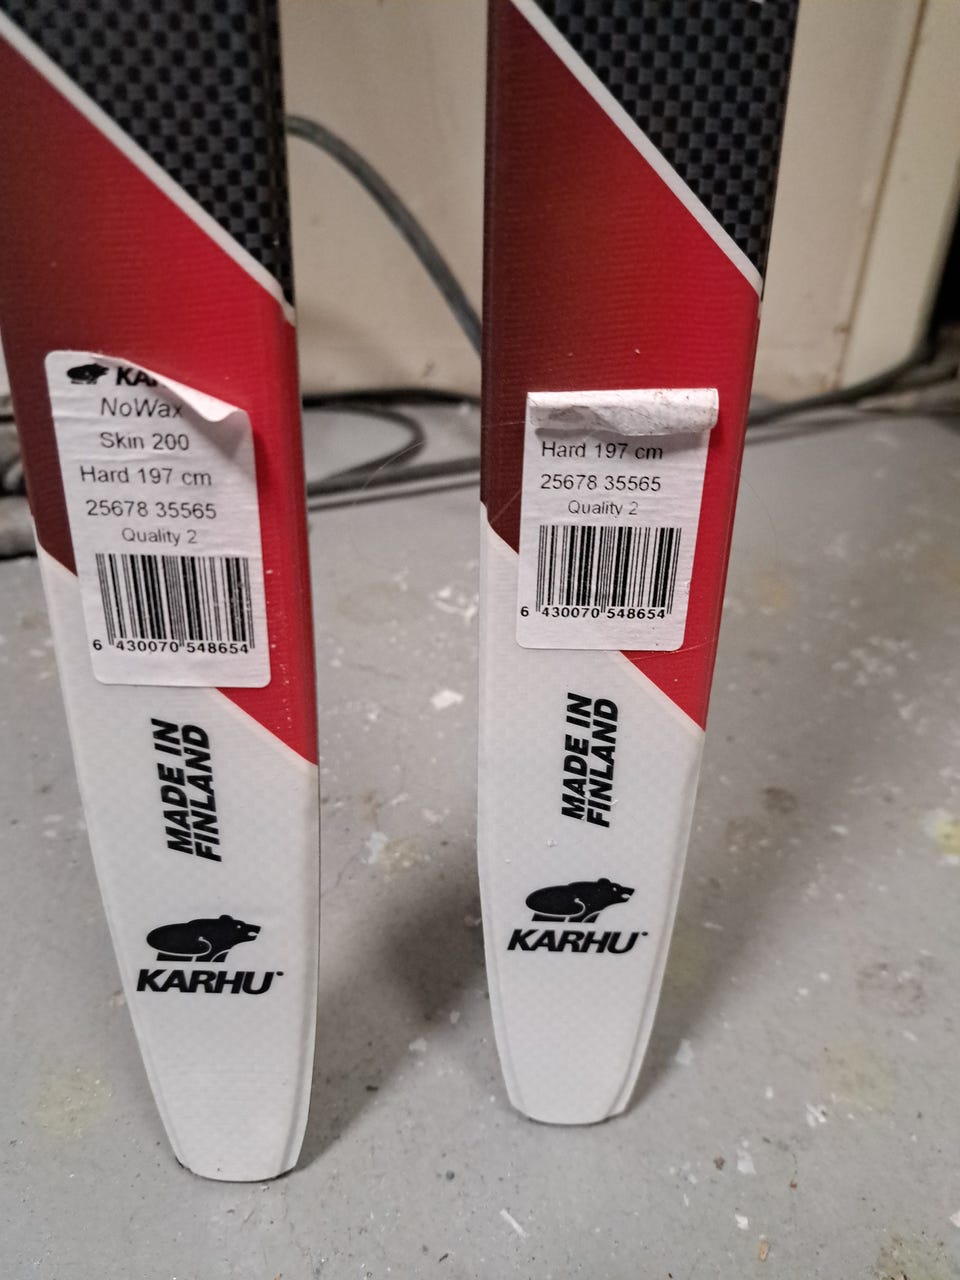 NoWax
Skin 200
Hard 197 cm
25678 35565
Quality 2
6 430070 548654
MADE IN
FINLAND
KARHU
Hard 197 cm
25678 35565
Quality 2
6 430070 548654
MADE IN
FINLAND
KARHU